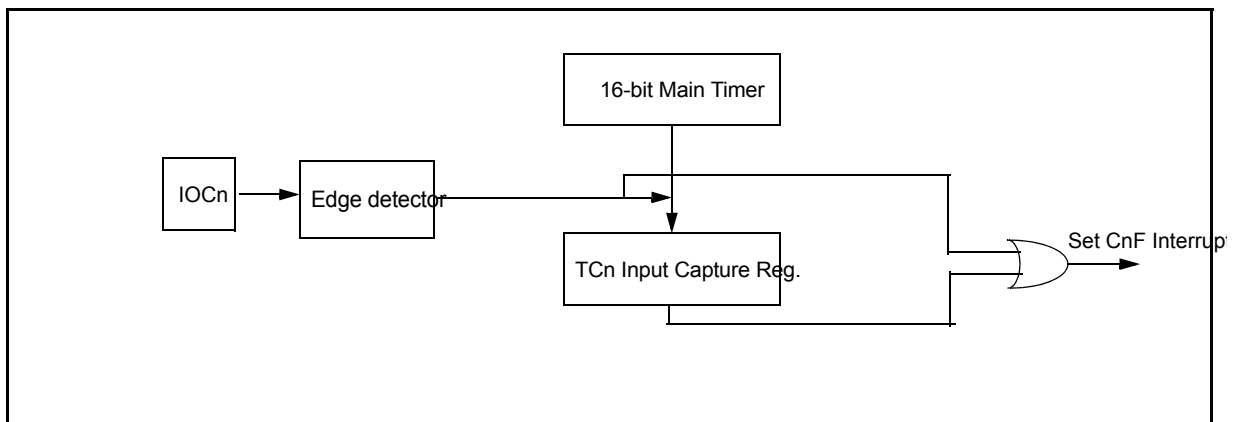 16-bit Main Timer
IOCn
Edge detector
TCn Input Capture Reg.
Set CnF Interrupt